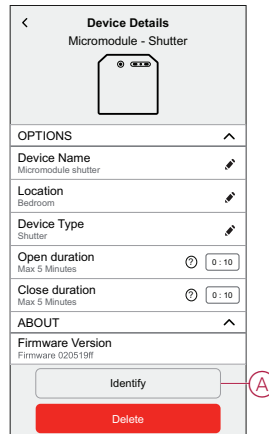 Device Details
Micromodule - Shutter
OPTIONS
Device Name
Micromodule shutter
Location
Bedroom
Device Type
Shutter
Open duration
Max 5 Minutes
? 0 : 10
Close duration
Max 5 Minutes
? 0 : 10
ABOUT
Firmware Version
Firmware 020519ff
Identify
A
Delete